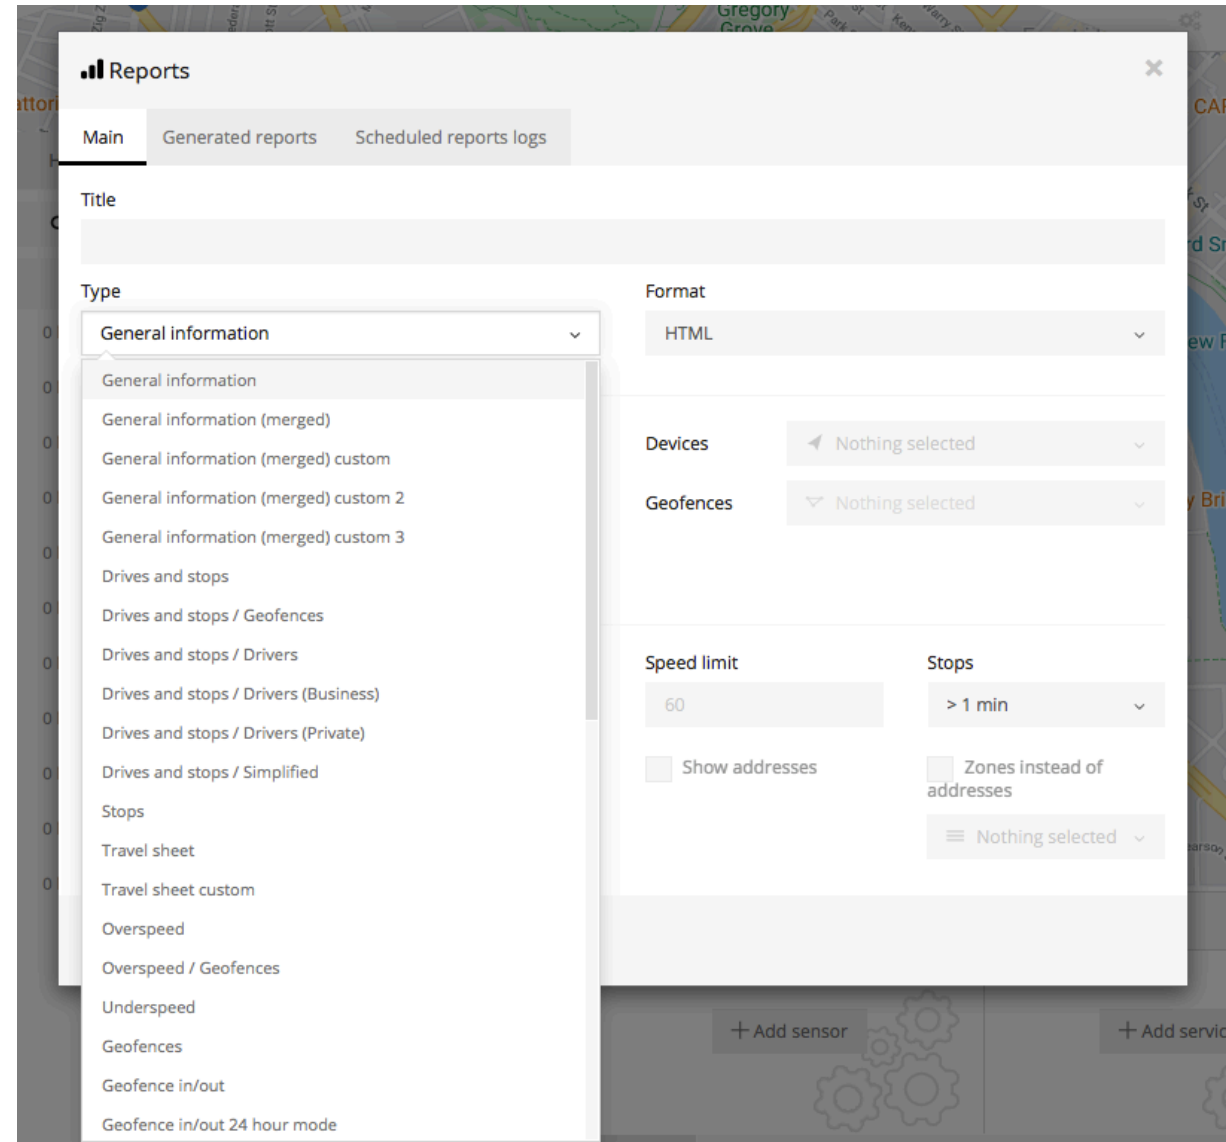 Gregory
Grove
Reports
Main
Generated reports
Scheduled reports logs
Title
Type
Format
General information
HTML
General information
General information (merged)
General information (merged) custom
General information (merged) custom 2
General information (merged) custom 3
Drives and stops
Drives and stops / Geofences
Drives and stops / Drivers
Drives and stops / Drivers (Business)
Drives and stops / Drivers (Private)
Drives and stops / Simplified
Stops
Travel sheet
Travel sheet custom
Overspeed
Overspeed / Geofences
Underspeed
Geofences
Geofence in/out
Geofence in/out 24 hour mode
Devices
Nothing selected
Geofences
Nothing selected
Speed limit
Stops
60
> 1 min
Show addresses
Zones instead of
addresses
Nothing selected
Add sensor